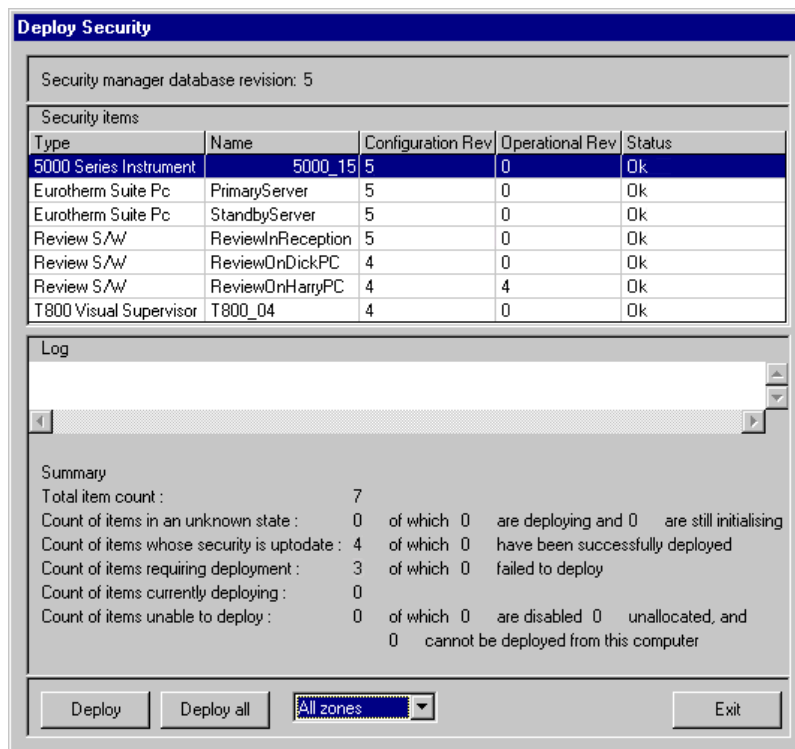 Deploy Security
Security manager database revision: 5
Security items
Type Name Configuration Rev Operational Rev Status
5000 Series Instrument 5000_15 5 0 Ok
Eurotherm Suite Pc PrimaryServer 5 0 Ok
Eurotherm Suite Pc StandbyServer 5 0 Ok
Review S/W ReviewInReception 5 0 Ok
Review S/W ReviewOnDickPC 4 0 Ok
Review S/W ReviewOnHarryPC 4 4 Ok
T800 Visual Supervisor T800_04 4 0 Ok
Log
Summary
Total item count : 7
Count of items in an unknown state : 0 of which 0 are deploying and 0 are still initialising
Count of items whose security is uptodate : 4 of which 0 have been successfully deployed
Count of items requiring deployment : 3 of which 0 failed to deploy
Count of items currently deploying : 0
Count of items unable to deploy : 0 of which 0 are disabled 0 unallocated, and
0 cannot be deployed from this computer
Deploy Deploy all All zones Exit